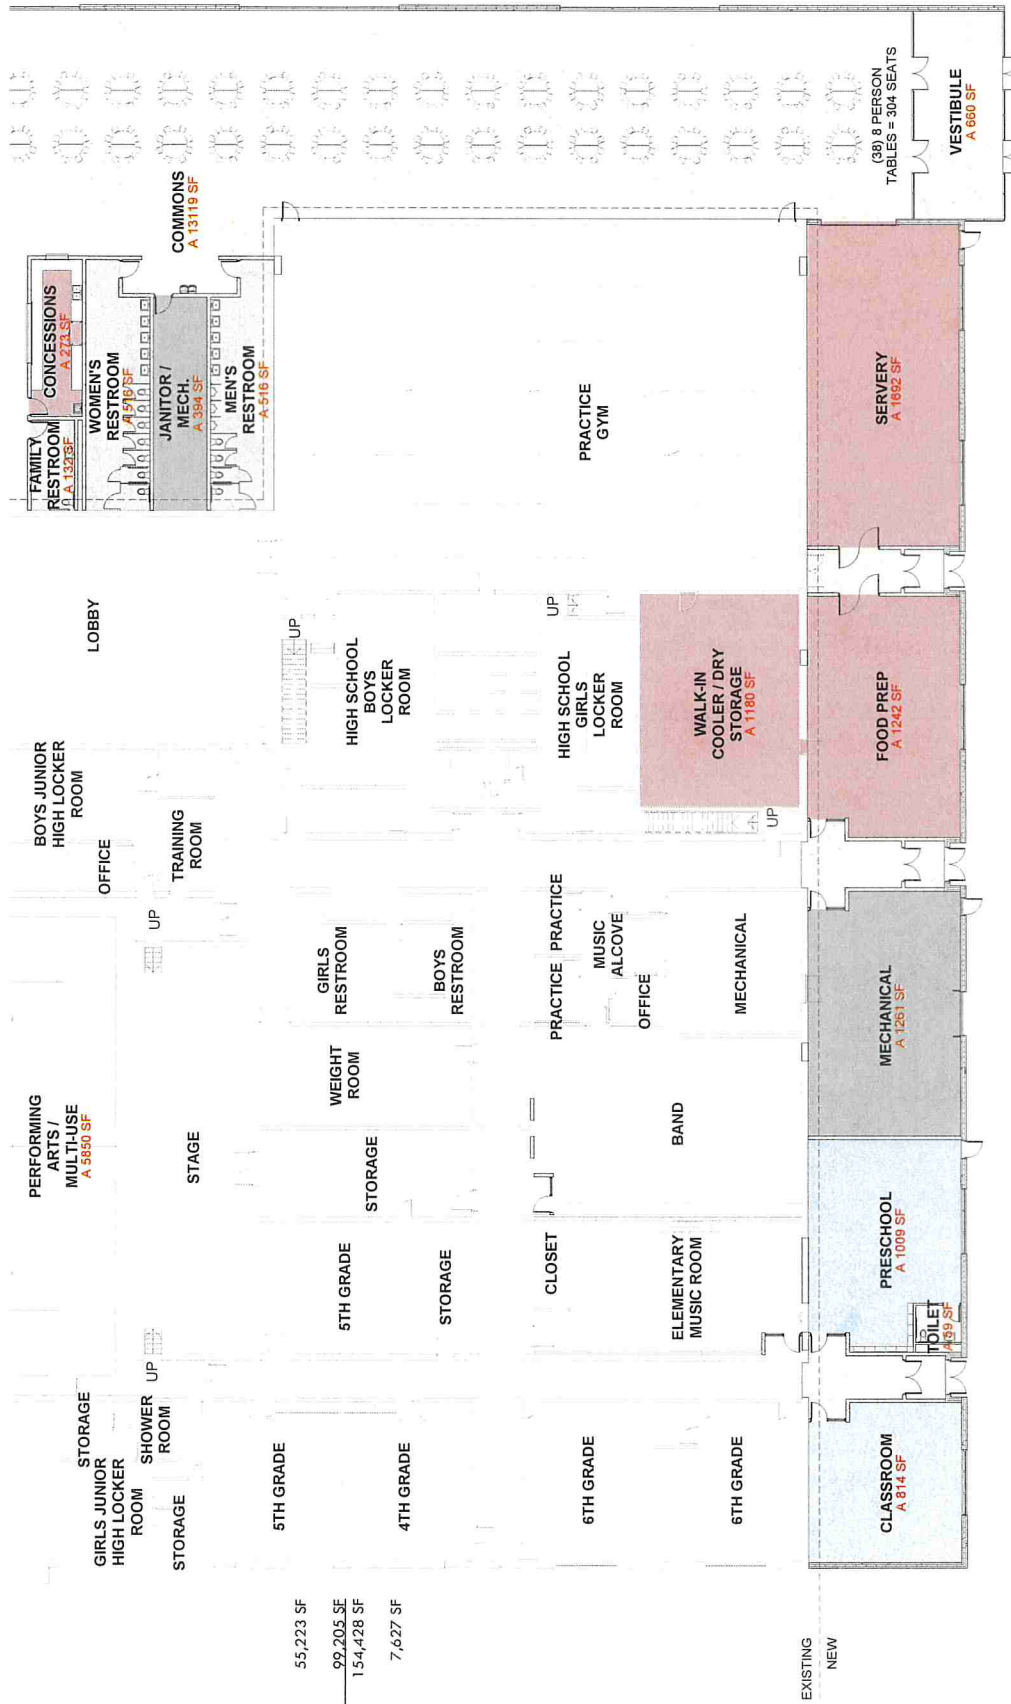 FAMILY
RESTROOM
A 132 SF
CONCESSIONS
A 273 SF
WOMEN'S
RESTROOM
A 516 SF
JANITOR /
MECH.
A 394 SF
MEN'S
RESTROOM
A 516 SF
COMMONS
A 13119 SF
(38) 8 PERSON
TABLES = 304 SEATS
VESTIBULE
A 660 SF
LOBBY
BOYS JUNIOR
HIGH LOCKER
ROOM
OFFICE
TRAINING
ROOM
UP
PERFORMING
ARTS /
MULTI-USE
A 5850 SF
STAGE
STORAGE
GIRLS JUNIOR
HIGH LOCKER
ROOM
SHOWER
ROOM
UP
STORAGE
PRACTICE
GYM
UP
HIGH SCHOOL
BOYS
LOCKER
ROOM
UP
HIGH SCHOOL
GIRLS
LOCKER
ROOM
WALK-IN
COOLER / DRY
STORAGE
A 1180 SF
UP
GIRLS
RESTROOM
BOYS
RESTROOM
WEIGHT
ROOM
STORAGE
5TH GRADE
STORAGE
5TH GRADE
4TH GRADE
PRACTICE
PRACTICE
MUSIC
ALCOVE
OFFICE
MECHANICAL
BAND
CLOSET
ELEMENTARY
MUSIC ROOM
6TH GRADE
6TH GRADE
CLASSROOM
A 814 SF
PRESCHOOL
A 1009 SF
TOILET
A 59 SF
MECHANICAL
A 1261 SF
FOOD PREP
A 1242 SF
SERVERY
A 1692 SF
55,223 SF
99,205 SF
154,428 SF
7,627 SF
EXISTING
NEW